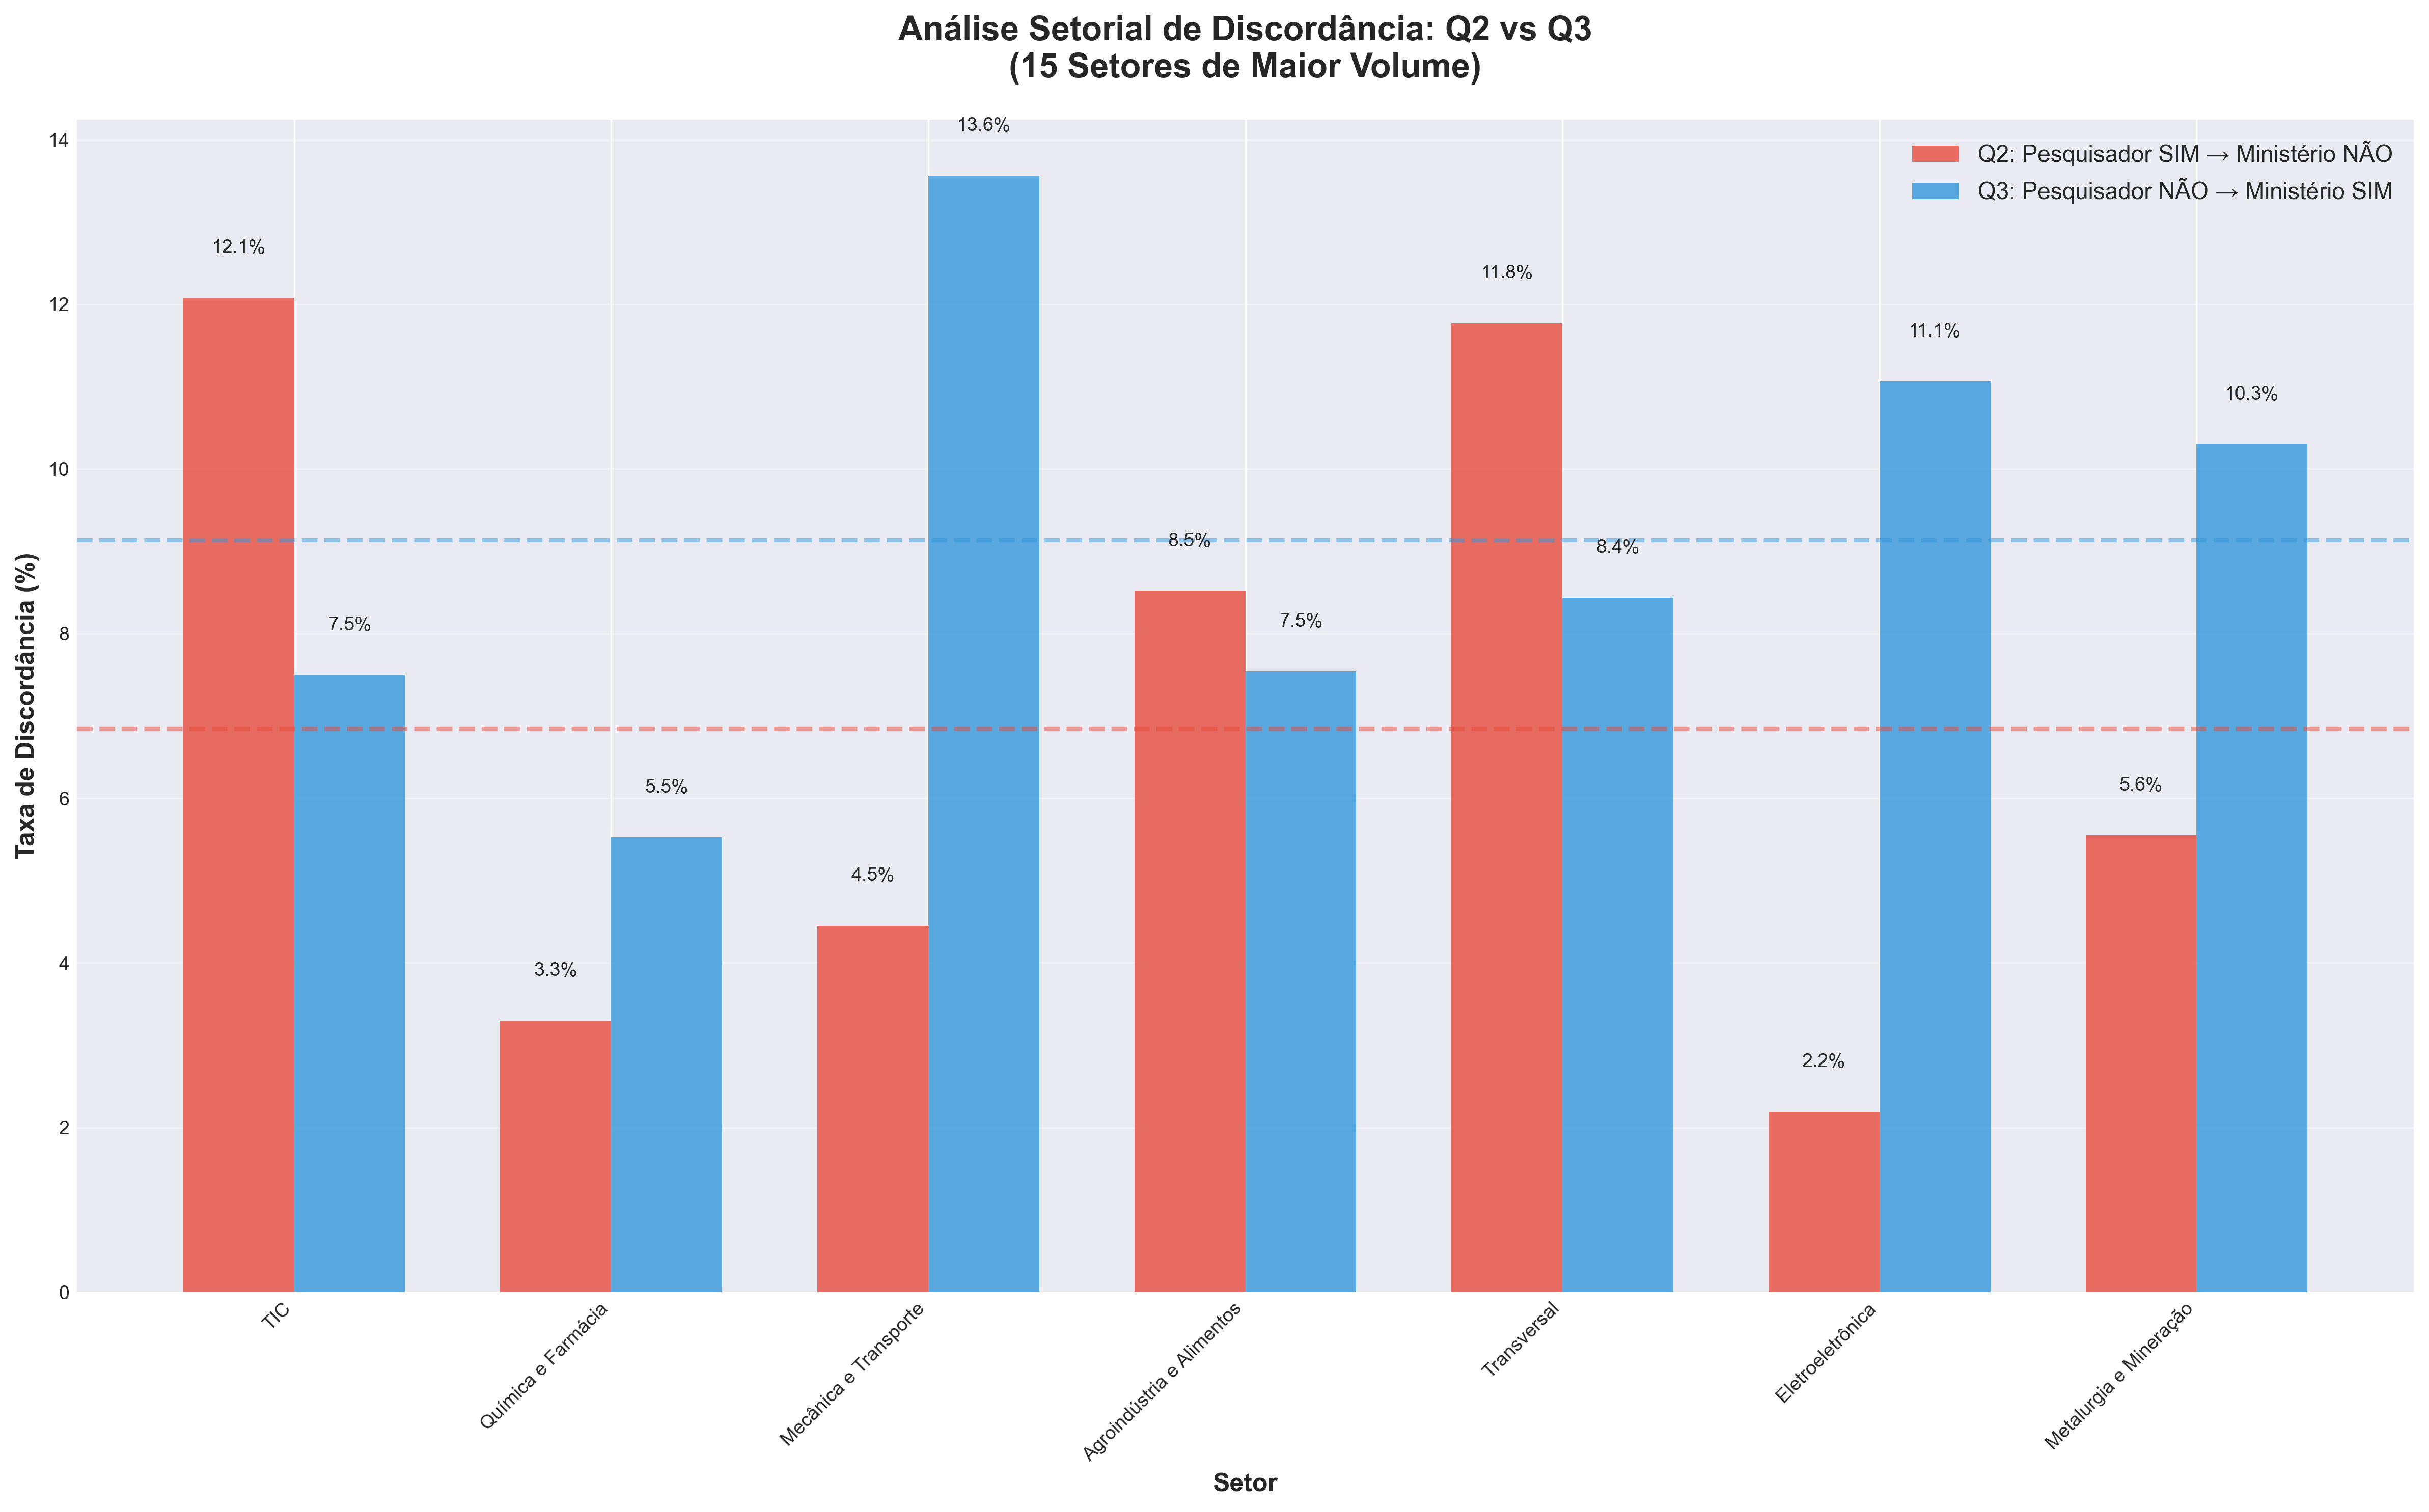 Análise Setorial de Discordância: Q2 vs Q3
(15 Setores de Maior Volume)
Q2: Pesquisador SIM → Ministério NÃO
Q3: Pesquisador NÃO → Ministério SIM
Taxa de Discordância (%)
14
12
10
8
6
4
2
0
12.1%
7.5%
3.3%
5.5%
4.5%
13.6%
8.5%
7.5%
11.8%
8.4%
2.2%
11.1%
5.6%
10.3%
TIC
Química e Farmácia
Mecânica e Transporte
Agroindústria e Alimentos
Transversal
Eletroeletrônica
Metalurgia e Mineração
Setor